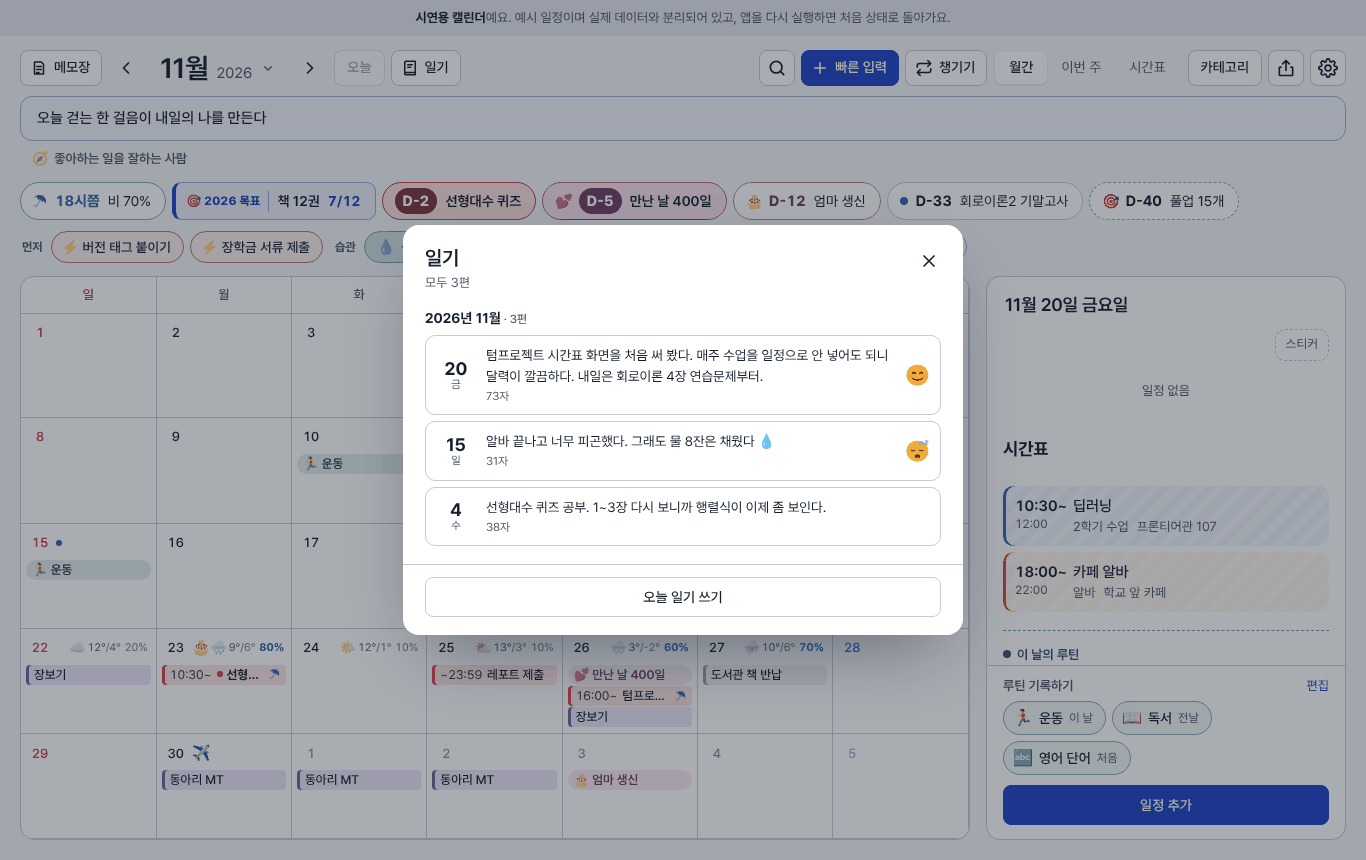 시연용 캘린더예요. 예시 일정이며 실제 데이터와 분리되어 있고, 앱을 다시 실행하면 처음 상태로 돌아가요.
메모장 11월 2026 오늘 일기 빠른 입력 챙기기 월간 이번 주 시간표 카테고리
오늘 걷는 한 걸음이 내일의 나를 만든다
좋아하는 일을 잘하는 사람
18시쯤 비 70% 2026 목표 책 12권 7/12 D-2 선형대수 퀴즈 D-5 만난 날 400일 D-12 엄마 생신 D-33 회로이론2 기말고사 D-40 풀업 15개
먼저 버전 태그 붙이기 장학금 서류 제출 습관
일기
모두 3편
2026년 11월 · 3편
20 금
텀프로젝트 시간표 화면을 처음 써 봤다. 매주 수업을 일정으로 안 넣어도 되니
달력이 깔끔하다. 내일은 회로이론 4장 연습문제부터.
73자
15 일
알바 끝나고 너무 피곤했다. 그래도 물 8잔은 채웠다
31자
4 수
선형대수 퀴즈 공부. 1~3장 다시 보니까 행렬식이 이제 좀 보인다.
38자
오늘 일기 쓰기
일 월 화
1 2 3
8 9 10
운동
15 16 17
운동
22 12°/4° 20% 23 9°/6° 80% 24 12°/1° 10% 25 13°/3° 10% 26 3°/-2° 60% 27 10°/6° 70% 28
장보기 10:30~ 선형... ~23:59 레포트 제출 만난 날 400일 도서관 책 반납
16:00~ 텀프로...
장보기
29 30 1 2 3 4 5
동아리 MT 동아리 MT 동아리 MT 엄마 생신
11월 20일 금요일
스티커
일정 없음
시간표
10:30~ 딥러닝
12:00 2학기 수업 프론티어관 107
18:00~ 카페 알바
22:00 알바 학교 앞 카페
이 날의 루틴
루틴 기록하기 편집
운동 이 날 독서 전날
abc 영어 단어 처음
일정 추가